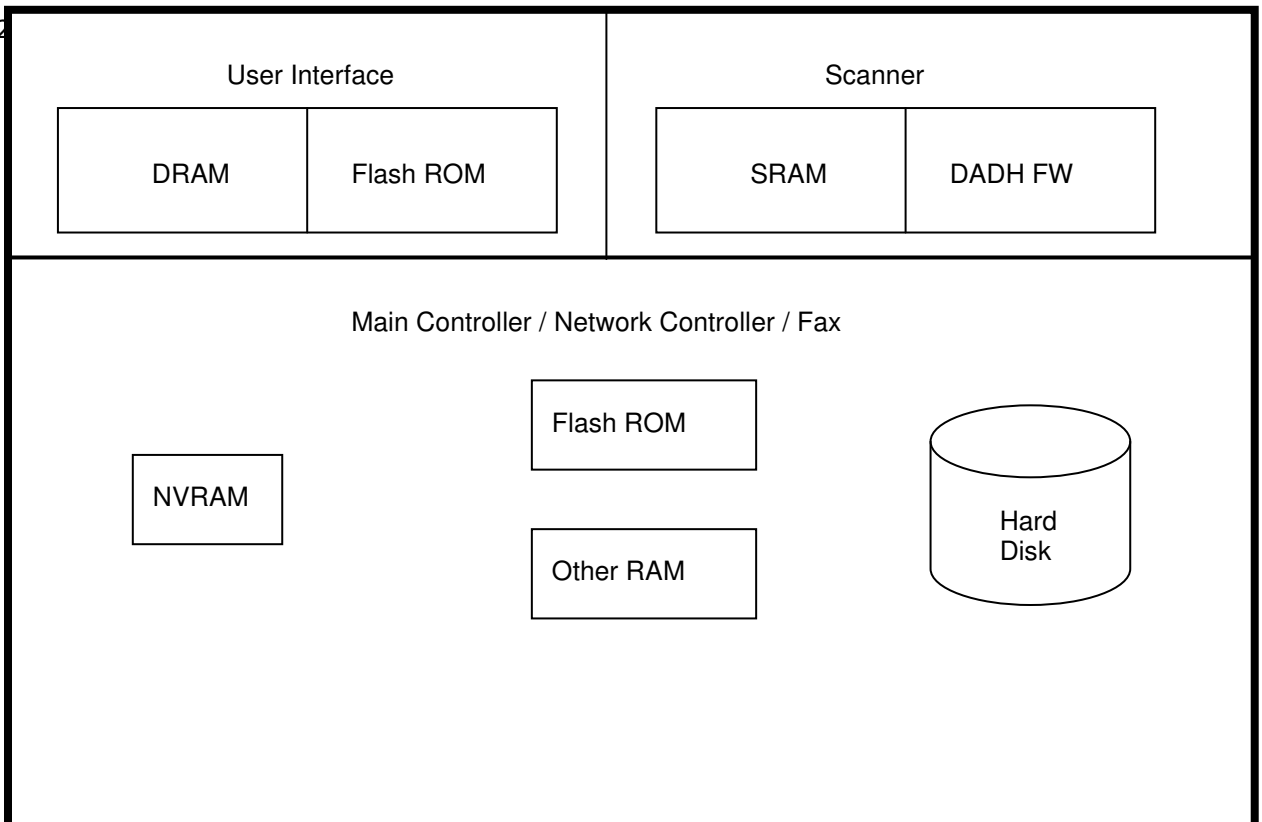 User Interface
Scanner
DRAM
Flash ROM
SRAM
DADH FW
Main Controller / Network Controller / Fax
Flash ROM
NVRAM
Hard
Disk
Other RAM